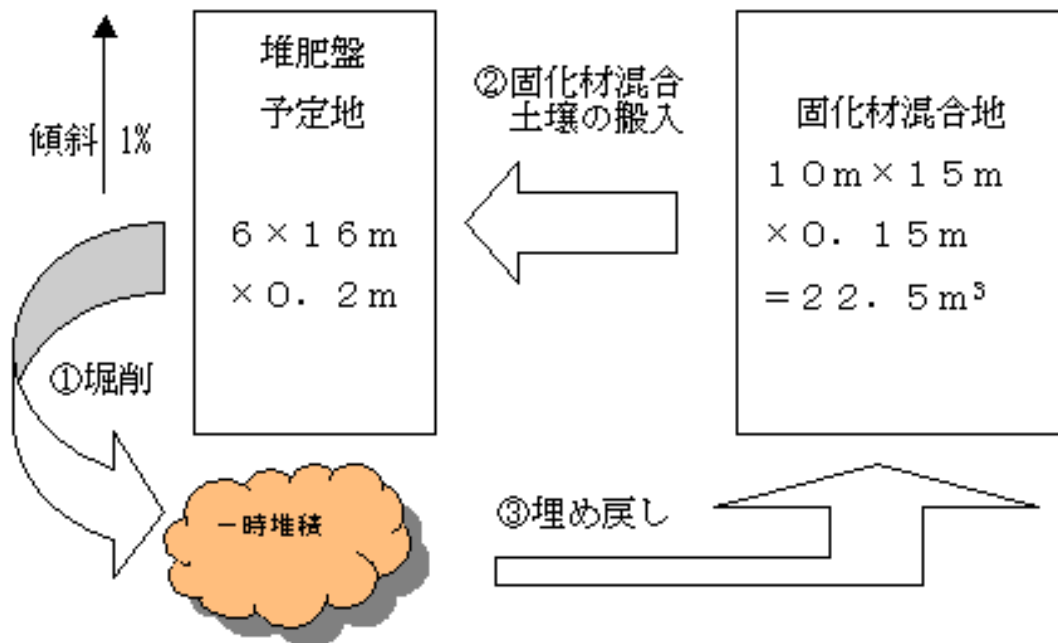 堆肥盤
予定地
6×16m
×0.2m
傾斜 1%
②固化材混合
土壌の搬入
固化材混合地
10m×15m
×0.15m
=22.5m³
①堀削
一時堆積
③埋め戻し